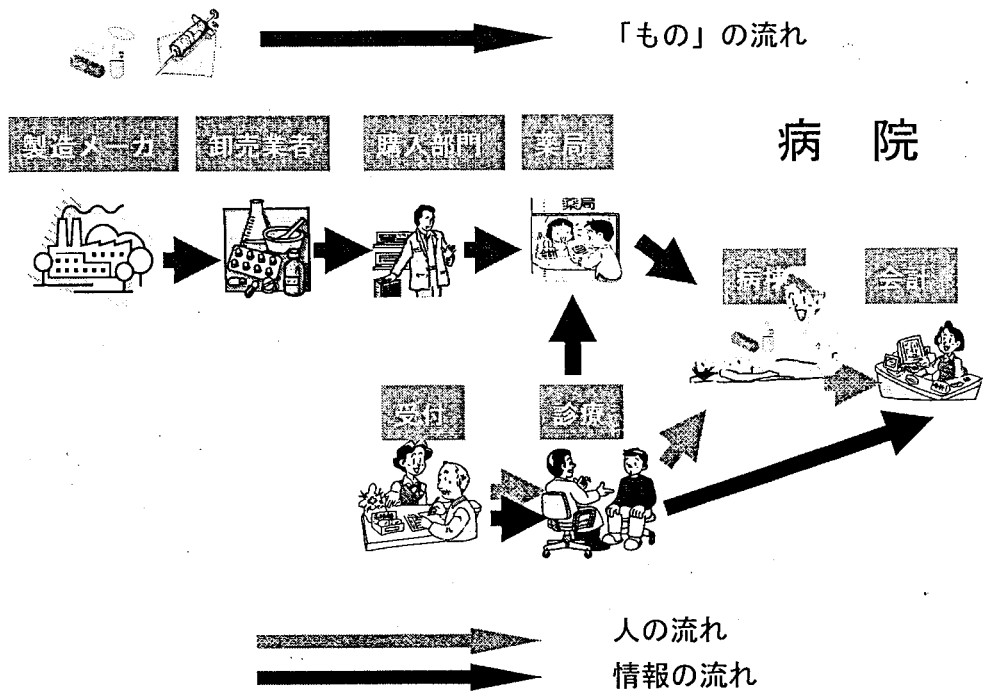 「もの」の流れ
製造メーカ
卸売業者
購入部門
薬局
病 院
薬局
病棟
会計
受付
診療
人の流れ
情報の流れ